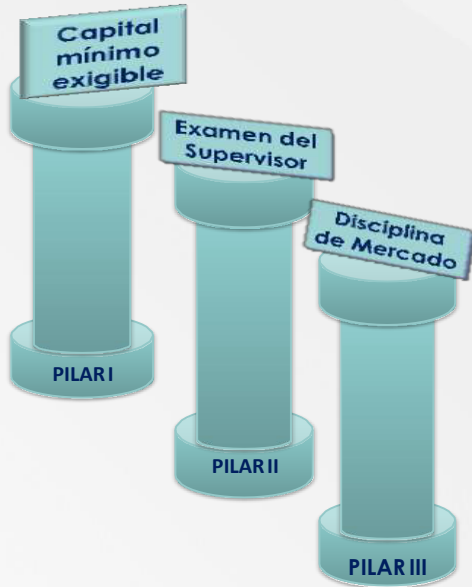 Capital
mínimo
exigible
PILAR I
Examen del
Supervisor
PILAR II
Disciplina
de Mercado
PILAR III